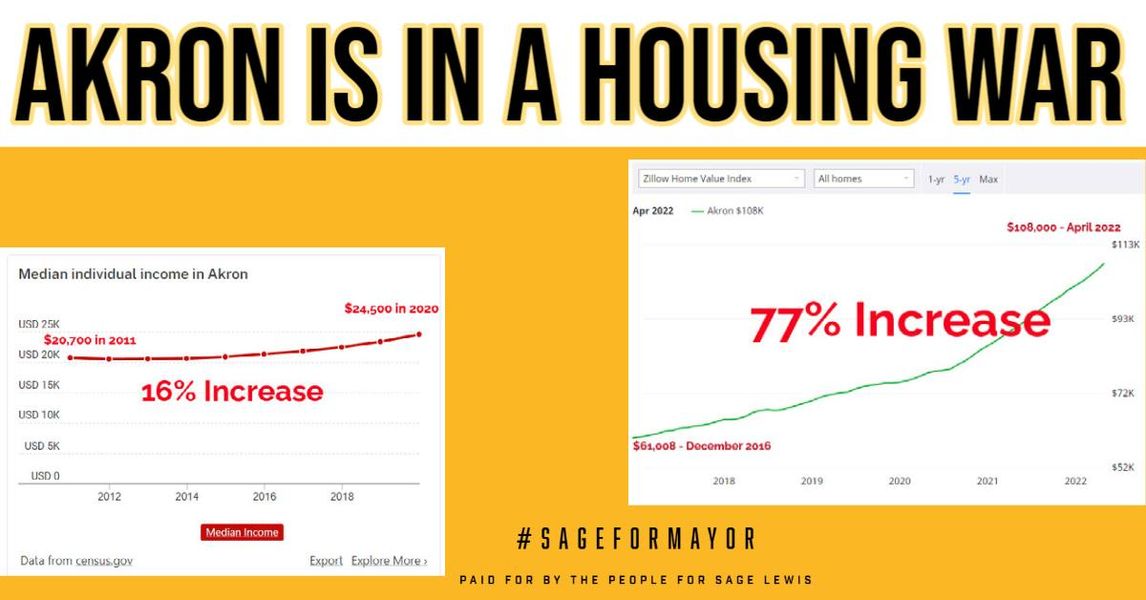 AKRON IS IN A HOUSING WAR
Median individual income in Akron
$24,500 in 2020
USD 25K
$20,700 in 2011
USD 20K
16% Increase
USD 15K
USD 10K
USD 5K
USD 0
2012 2014 2016 2018
Median Income
Data from census.gov Export Explore More ›
Zillow Home Value Index All homes 1-yr 5-yr Max
Apr 2022 Akron $108K
$108,000 - April 2022
$113K
77% Increase
$93K
$72K
$61,008 - December 2016
$52K
2018 2019 2020 2021 2022
#SAGEFORMAYOR
PAID FOR BY THE PEOPLE FOR SAGE LEWIS